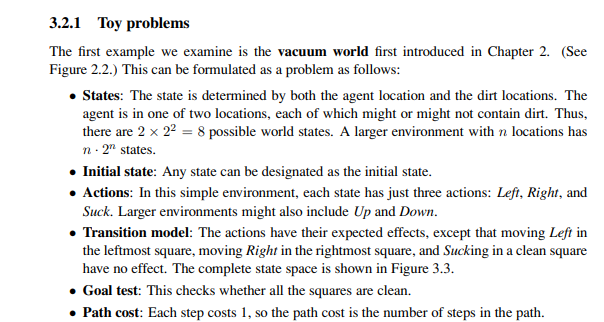 3.2.1 Toy problems
The first example we examine is the vacuum world first introduced in Chapter 2. (See
Figure 2.2.) This can be formulated as a problem as follows:
• States: The state is determined by both the agent location and the dirt locations. The
agent is in one of two locations, each of which might or might not contain dirt. Thus,
there are 2 × 2² = 8 possible world states. A larger environment with n locations has
n · 2ⁿ states.
• Initial state: Any state can be designated as the initial state.
• Actions: In this simple environment, each state has just three actions: Left, Right, and
Suck. Larger environments might also include Up and Down.
• Transition model: The actions have their expected effects, except that moving Left in
the leftmost square, moving Right in the rightmost square, and Sucking in a clean square
have no effect. The complete state space is shown in Figure 3.3.
• Goal test: This checks whether all the squares are clean.
• Path cost: Each step costs 1, so the path cost is the number of steps in the path.